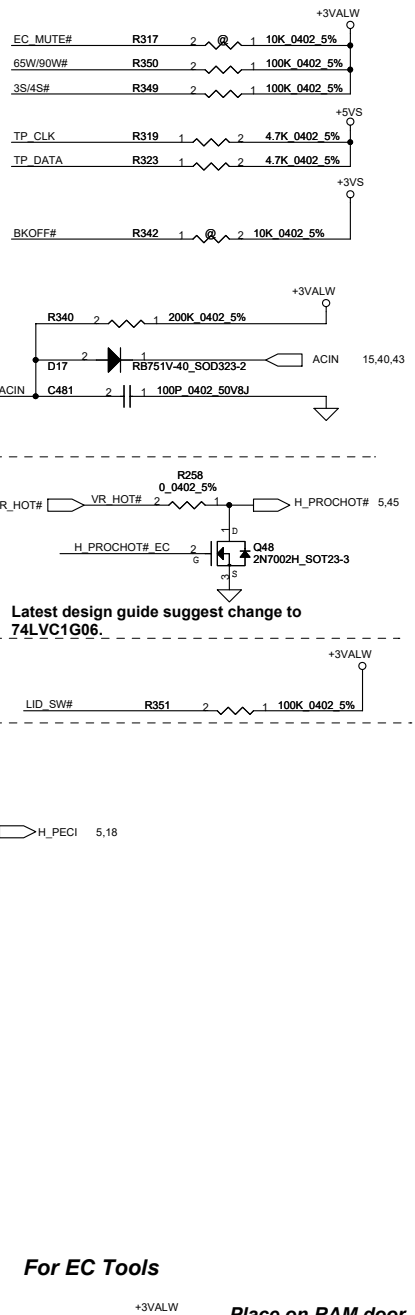 +3VALW
EC_MUTE# R317 2 @ 1 10K_0402_5%
65W/90W# R350 2 1 100K_0402_5%
3S/4S# R349 2 1 100K_0402_5%
+5VS
TP_CLK R319 1 2 4.7K_0402_5%
TP_DATA R323 1 2 4.7K_0402_5%
+3VS
BKOFF# R342 1 @ 2 10K_0402_5%
+3VALW
R340 2 1 200K_0402_5%
2 1 ACIN 15,40,43
D17 RB751V-40_SOD323-2
ACIN C481 2 1 100P_0402_50V8J
R258
0_0402_5%
R_HOT# VR_HOT# 2 1 H_PROCHOT# 5,45
1 D
H_PROCHOT#_EC 2 G Q48
2N7002H_SOT23-3
3 S
Latest design guide suggest change to
74LVC1G06.
+3VALW
LID_SW# R351 2 1 100K_0402_5%
H_PECI 5,18
For EC Tools
+3VALW
Place on RAM door